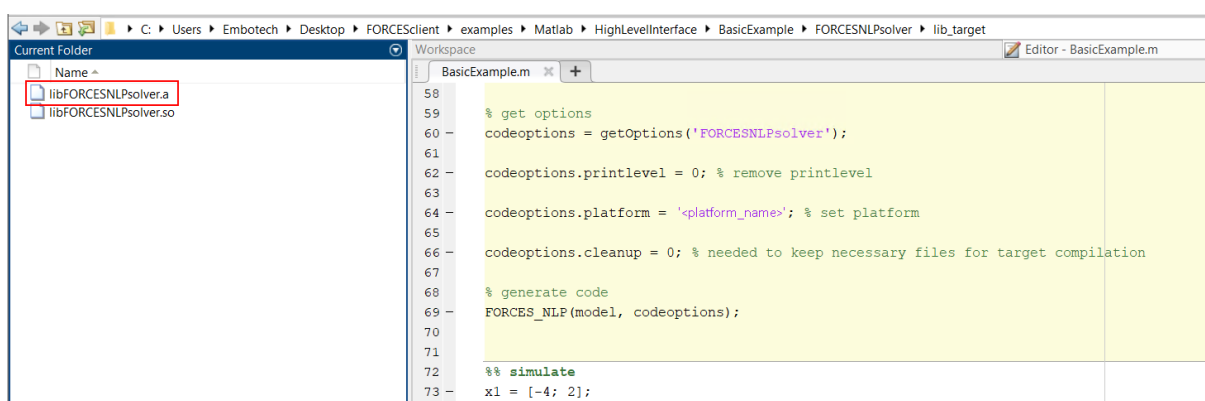 C: Users Embotech Desktop FORCESclient examples Matlab HighLevelInterface BasicExample FORCESNLPsolver lib_target
Current Folder
Workspace
Editor - BasicExample.m
Name
BasicExample.m
libFORCESNLPsolver.a
libFORCESNLPsolver.so
58
59 % get options
60 - codeoptions = getOptions('FORCESNLPsolver');
61
62 - codeoptions.printlevel = 0; % remove printlevel
63
64 - codeoptions.platform = '<platform_name>'; % set platform
65
66 - codeoptions.cleanup = 0; % needed to keep necessary files for target compilation
67
68 % generate code
69 - FORCES_NLP(model, codeoptions);
70
71
72 %% simulate
73 - x1 = [-4; 2];